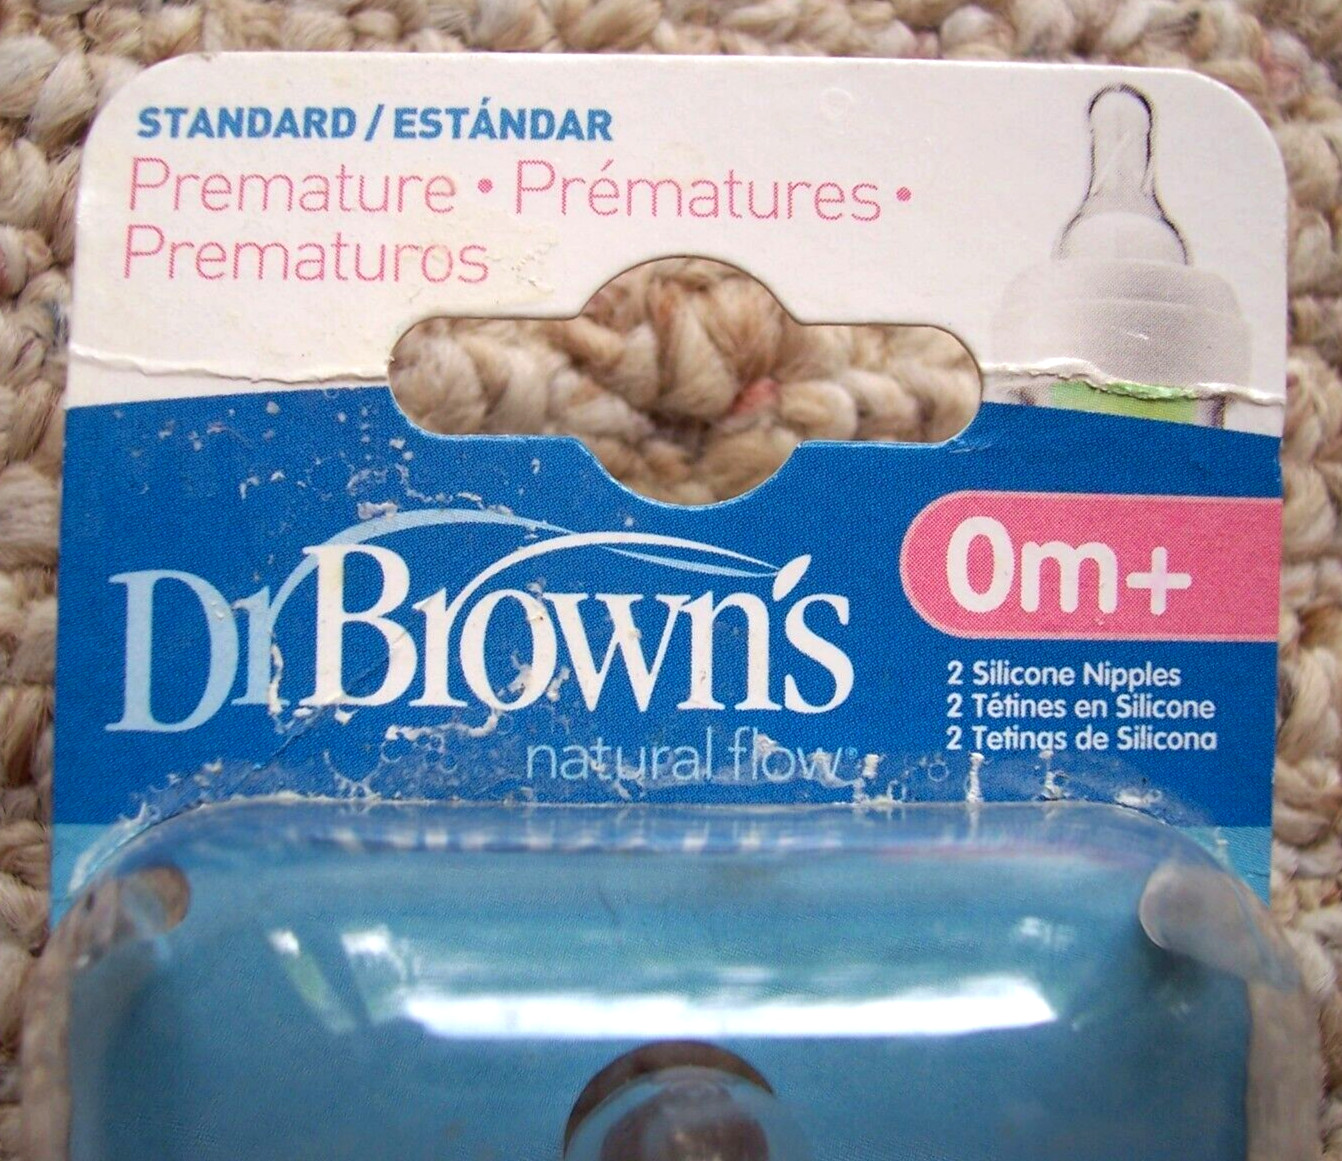 STANDARD / ESTÁNDAR
Premature • Prématures •
Prematuros
Dr Brown's
natural flow®
0m+
2 Silicone Nipples
2 Tétines en Silicone
2 Tetinas de Silicona